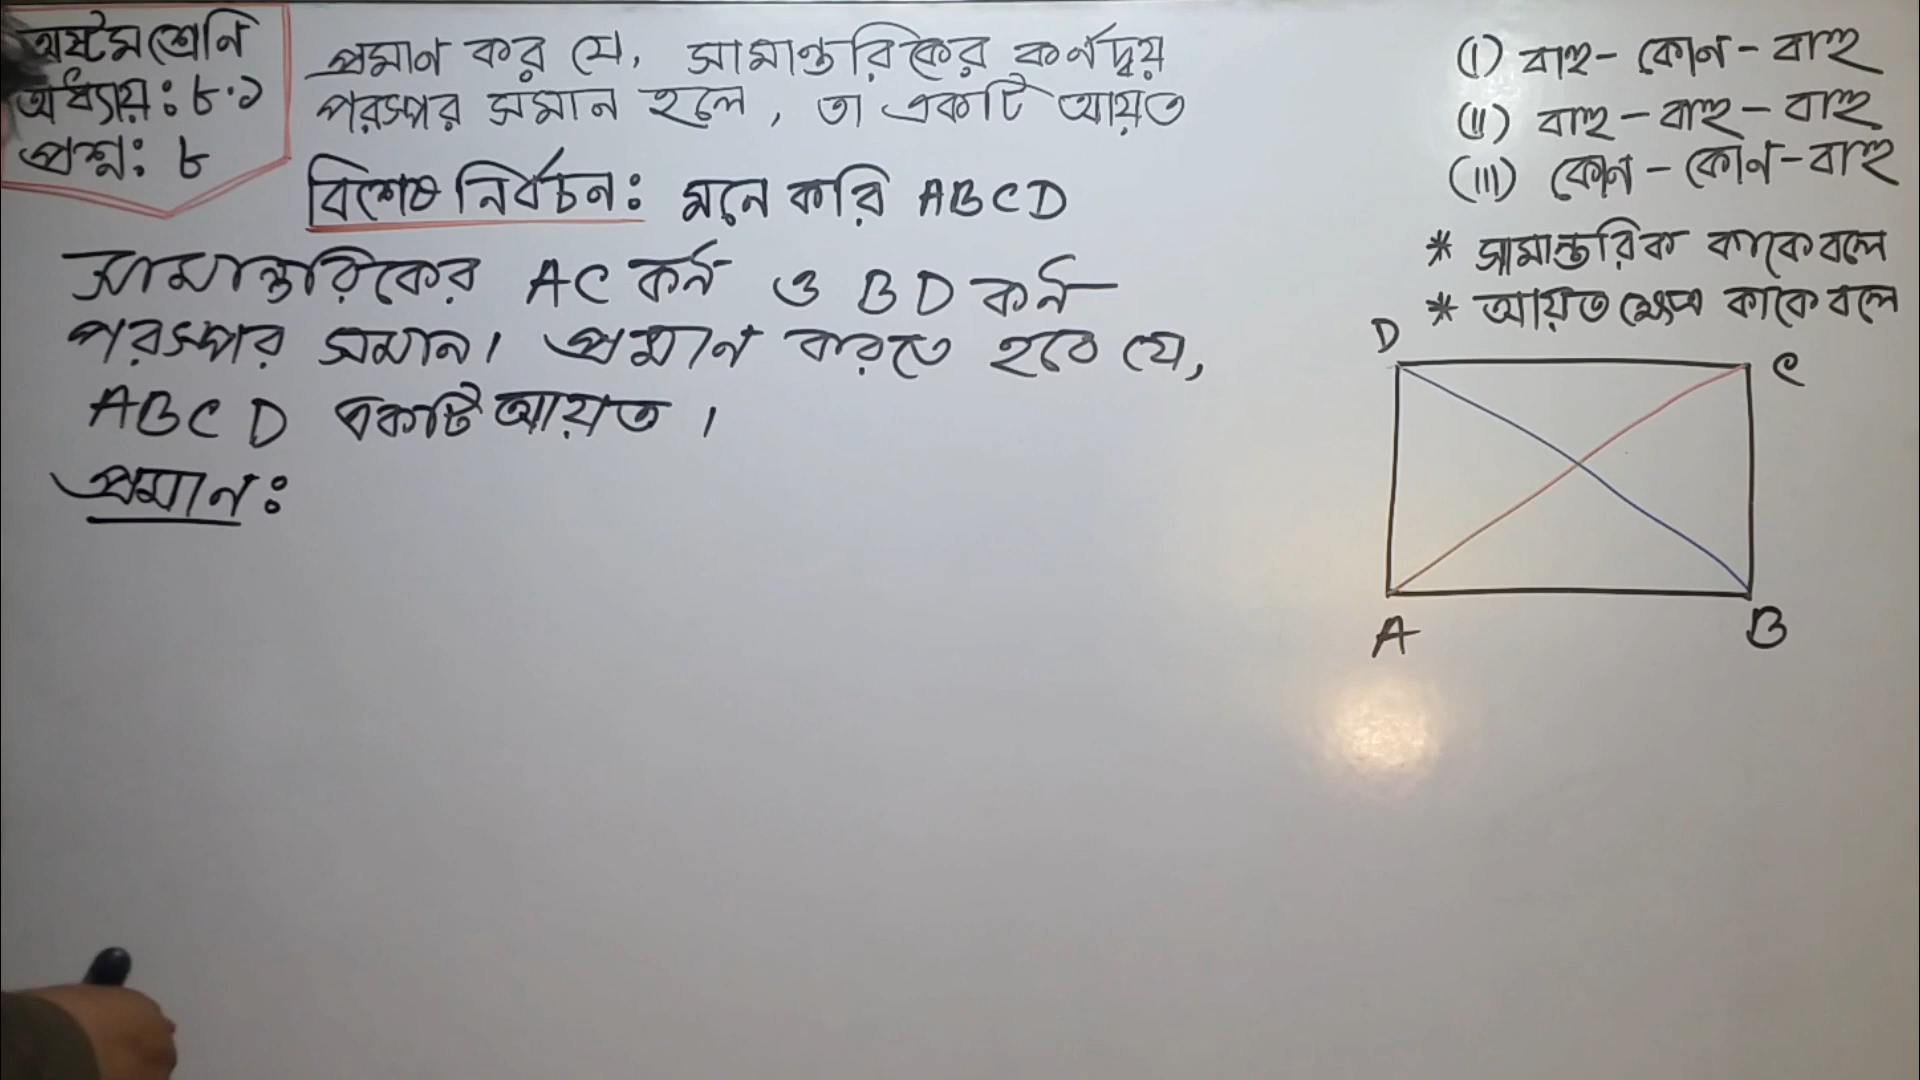 অষ্টম শ্রেনি
অধ্যায়ঃ ৮.১
প্রশ্নঃ ৮
প্রমান কর যে, সামান্তরিকের কর্নদ্বয়
পরস্পর সমান হলে, তা একটি আয়ত
বিশেষ নির্বচনঃ মনে করি ABCD
সামান্তরিকের AC কর্ন ও BD কর্ন
পরস্পর সমান। প্রমান করতে হবে যে,
ABCD একটি আয়ত।
প্রমানঃ
(i) বাহু - কোন - বাহু
(ii) বাহু - বাহু - বাহু
(iii) কোন - কোন - বাহু
* সামান্তরিক কাকে বলে
* আয়ত ক্ষেত্র কাকে বলে
D
C
A
B